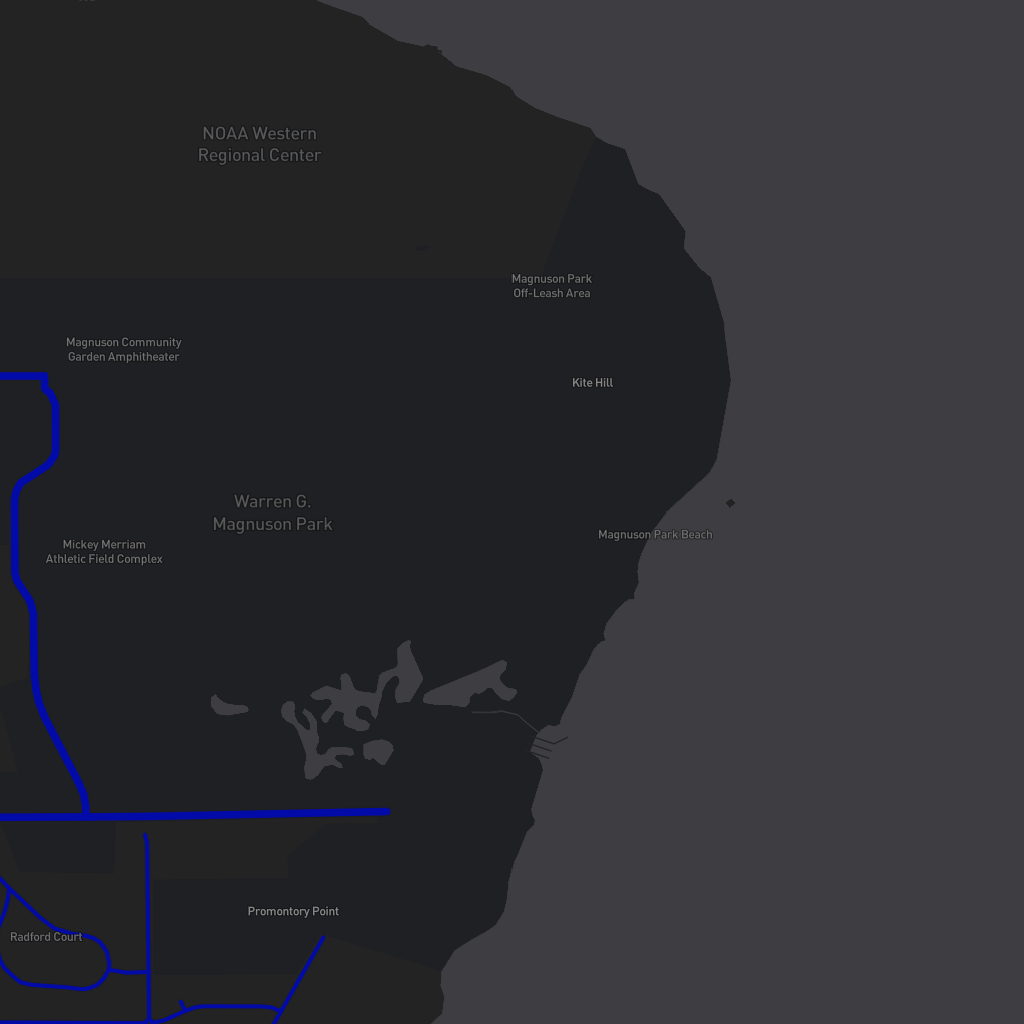 NOAA Western
Regional Center
Magnuson Park
Off-Leash Area
Magnuson Community
Garden Amphitheater
Kite Hill
Warren G.
Magnuson Park
Magnuson Park Beach
Mickey Merriam
Athletic Field Complex
Promontory Point
Radford Court